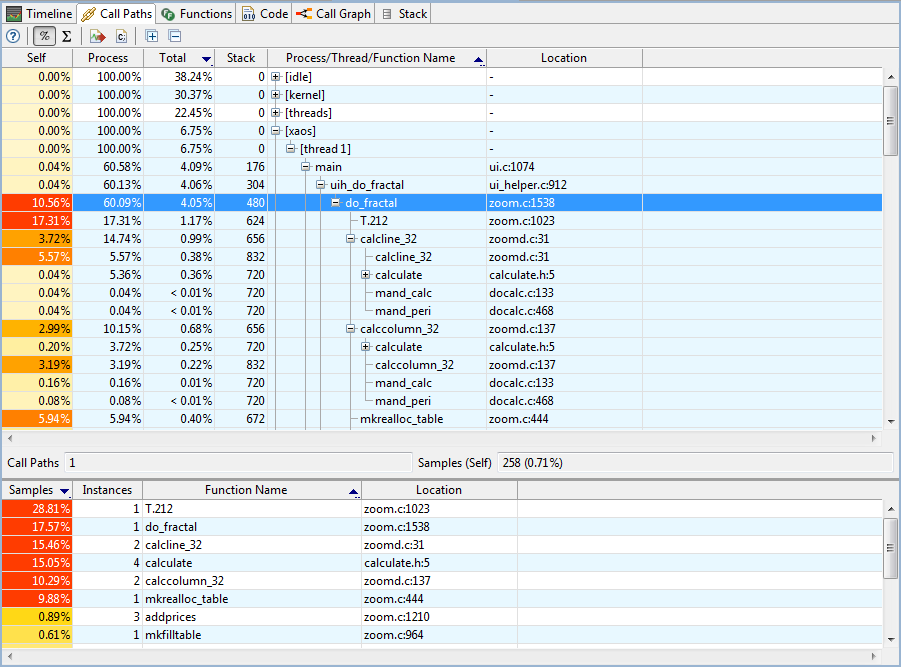 Timeline Call Paths Functions Code Call Graph Stack
? % Σ
Self Process Total Stack Process/Thread/Function Name Location
0.00% 100.00% 38.24% 0 [idle] -
0.00% 100.00% 30.37% 0 [kernel] -
0.00% 100.00% 22.45% 0 [threads] -
0.00% 100.00% 6.75% 0 [xaos] -
0.00% 100.00% 6.75% 0 [thread 1] -
0.04% 60.58% 4.09% 176 main ui.c:1074
0.04% 60.13% 4.06% 304 uih_do_fractal ui_helper.c:912
10.56% 60.09% 4.05% 480 do_fractal zoom.c:1538
17.31% 17.31% 1.17% 624 T.212 zoom.c:1023
3.72% 14.74% 0.99% 656 calcline_32 zoomd.c:31
5.57% 5.57% 0.38% 832 calcline_32 zoomd.c:31
0.04% 5.36% 0.36% 720 calculate calculate.h:5
0.04% 0.04% < 0.01% 720 mand_calc docalc.c:133
0.04% 0.04% < 0.01% 720 mand_peri docalc.c:468
2.99% 10.15% 0.68% 656 calccolumn_32 zoomd.c:137
0.20% 3.72% 0.25% 720 calculate calculate.h:5
3.19% 3.19% 0.22% 832 calccolumn_32 zoomd.c:137
0.16% 0.16% 0.01% 720 mand_calc docalc.c:133
0.08% 0.08% < 0.01% 720 mand_peri docalc.c:468
5.94% 5.94% 0.40% 672 mkrealloc_table zoom.c:444
Call Paths 1 Samples (Self) 258 (0.71%)
Samples Instances Function Name Location
28.81% 1 T.212 zoom.c:1023
17.57% 1 do_fractal zoom.c:1538
15.46% 2 calcline_32 zoomd.c:31
15.05% 4 calculate calculate.h:5
10.29% 2 calccolumn_32 zoomd.c:137
9.88% 1 mkrealloc_table zoom.c:444
0.89% 3 addprices zoom.c:1210
0.61% 1 mkfilltable zoom.c:964